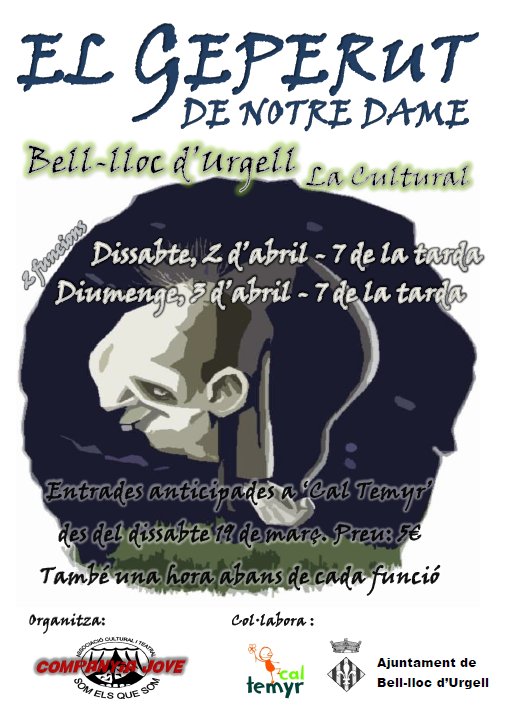 EL GEPERUT
DE NOTRE DAME
Bell-lloc d'Urgell La Cultural
2 funcions
Dissabte, 2 d'abril - 7 de la tarda
Diumenge, 3 d'abril - 7 de la tarda
Entrades anticipades a 'Cal Temyr'
des del dissabte 19 de març. Preu: 5€
També una hora abans de cada funció
Organitza:
Col·labora :
ASSOCIACIÓ CULTURAL I TEATRAL
COMPANYIA JOVE
SOM ELS QUE SOM
cal
temyr
Ajuntament de
Bell-lloc d'Urgell